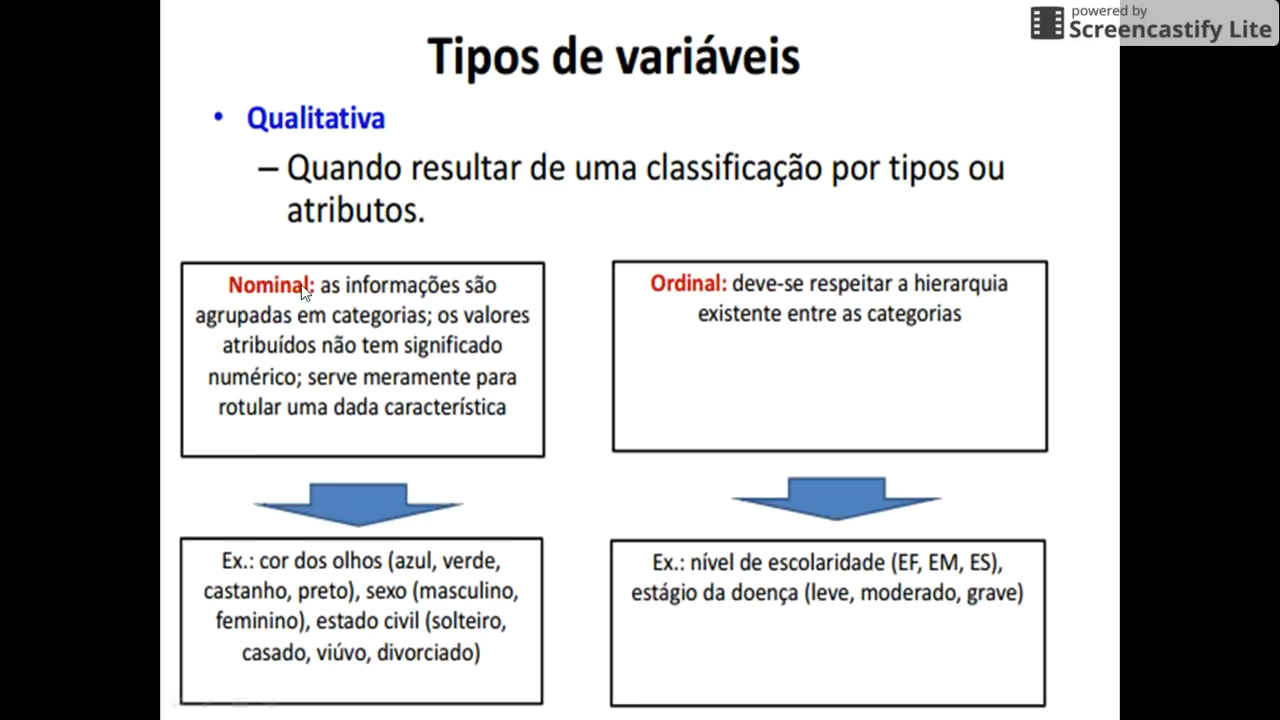 powered by
Screencastify Lite
Tipos de variáveis
• Qualitativa
– Quando resultar de uma classificação por tipos ou
atributos.
Nominal: as informações são
agrupadas em categorias; os valores
atribuídos não tem significado
numérico; serve meramente para
rotular uma dada característica
Ordinal: deve-se respeitar a hierarquia
existente entre as categorias
Ex.: cor dos olhos (azul, verde,
castanho, preto), sexo (masculino,
feminino), estado civil (solteiro,
casado, viúvo, divorciado)
Ex.: nível de escolaridade (EF, EM, ES),
estágio da doença (leve, moderado, grave)